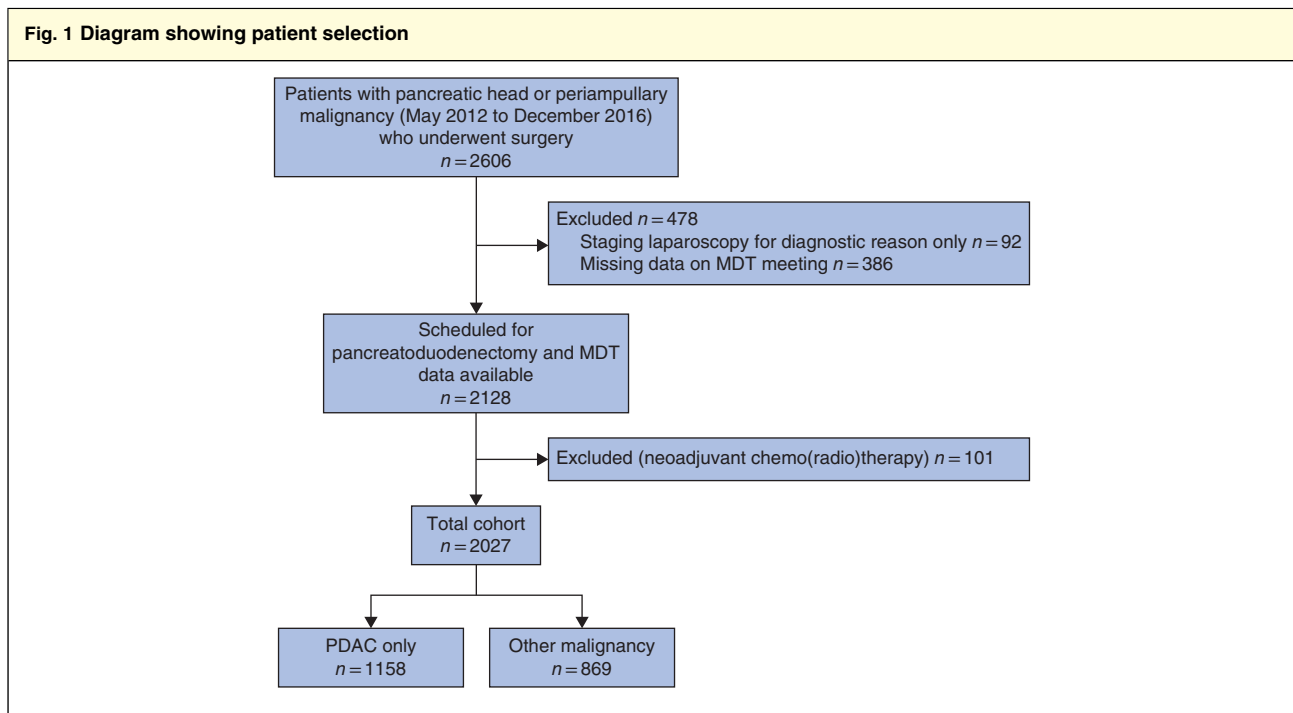 Fig. 1 Diagram showing patient selection
Patients with pancreatic head or periampullary
malignancy (May 2012 to December 2016)
who underwent surgery
n = 2606
Excluded n = 478
Staging laparoscopy for diagnostic reason only n = 92
Missing data on MDT meeting n = 386
Scheduled for
pancreatoduodenectomy and MDT
data available
n = 2128
Excluded (neoadjuvant chemo(radio)therapy) n = 101
Total cohort
n = 2027
PDAC only
n = 1158
Other malignancy
n = 869